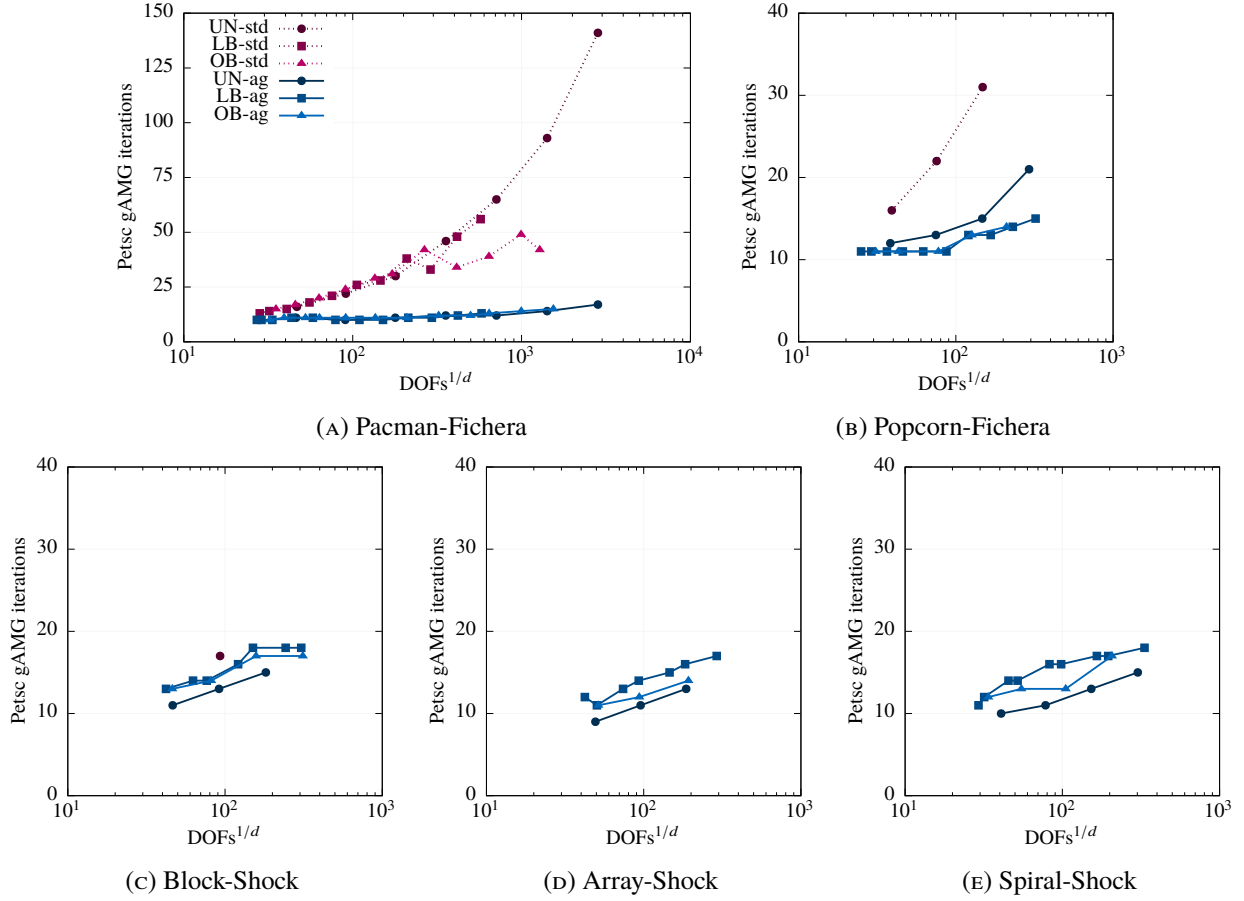 150
125
100
75
50
25
0
Petsc gAMG iterations
UN-std
LB-std
OB-std
UN-ag
LB-ag
OB-ag
10^1 10^2 10^3 10^4
DOFs^{1/d}
(A) Pacman-Fichera
40
30
20
10
0
Petsc gAMG iterations
10^1 10^2 10^3
DOFs^{1/d}
(B) Popcorn-Fichera
40
30
20
10
0
Petsc gAMG iterations
10^1 10^2 10^3
DOFs^{1/d}
(C) Block-Shock
40
30
20
10
0
Petsc gAMG iterations
10^1 10^2 10^3
DOFs^{1/d}
(D) Array-Shock
40
30
20
10
0
Petsc gAMG iterations
10^1 10^2 10^3
DOFs^{1/d}
(E) Spiral-Shock